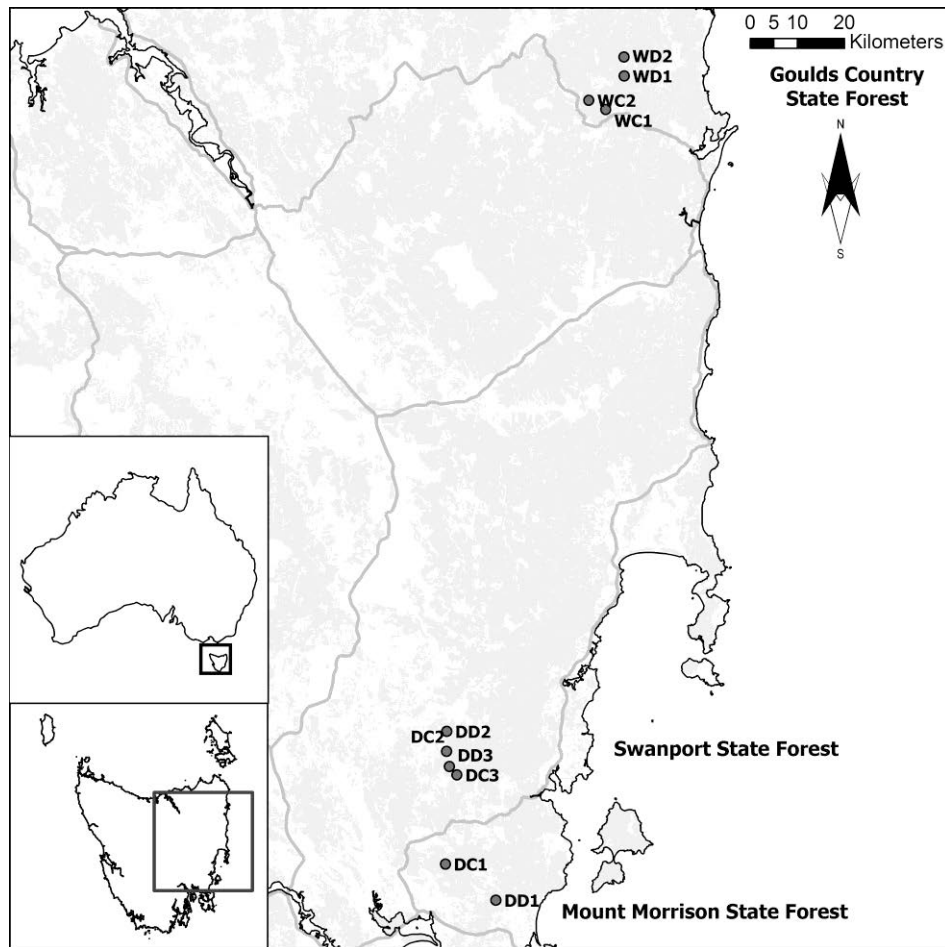 0 5 10 20
Kilometers
Goulds Country
State Forest
N
S
WD2
WD1
WC2
WC1
DD2
DC2
DD3
DC3
Swanport State Forest
DC1
DD1
Mount Morrison State Forest